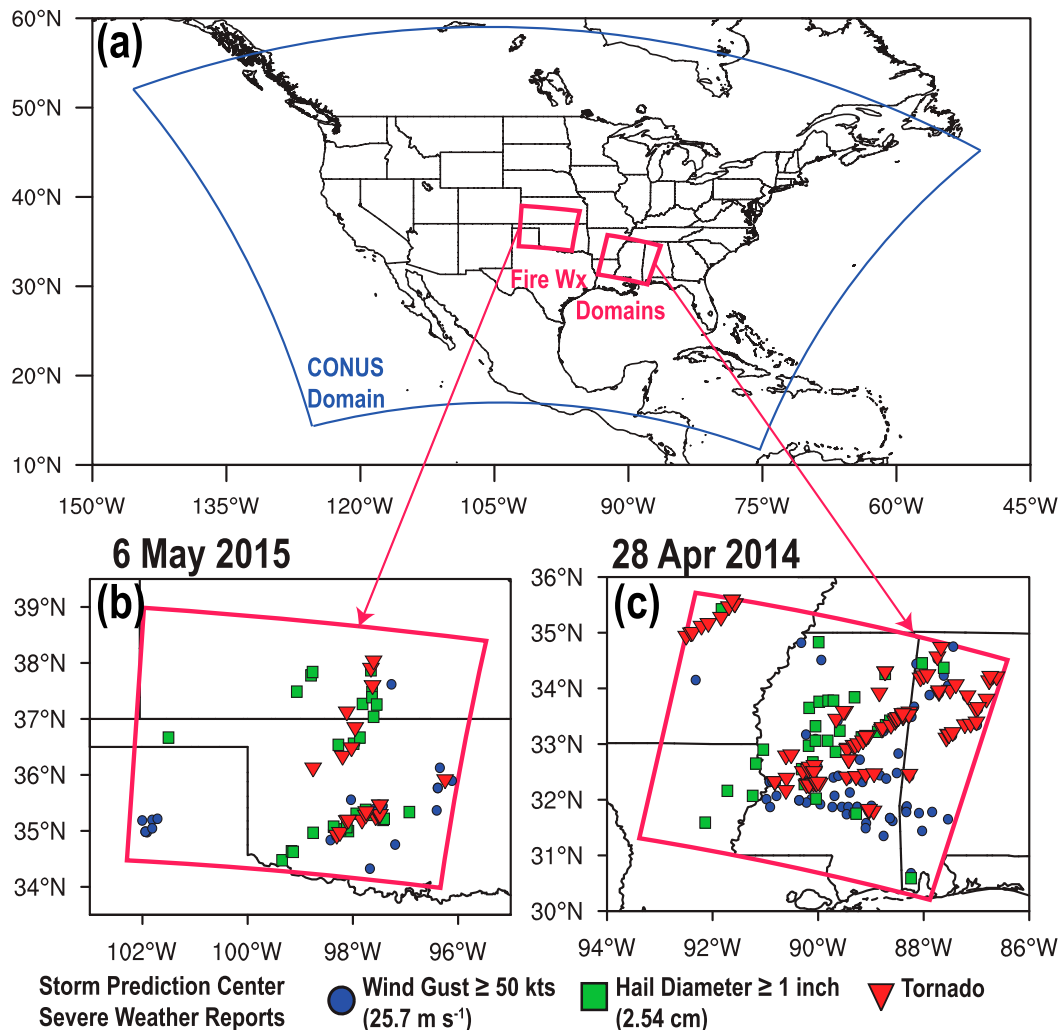 (a)
60°N
50°N
40°N
30°N
20°N
10°N
Fire Wx
Domains
CONUS
Domain
150°W 135°W 120°W 105°W 90°W 75°W 60°W 45°W
6 May 2015
(b)
39°N
38°N
37°N
36°N
35°N
34°N
102°W 100°W 98°W 96°W
28 Apr 2014
(c)
36°N
35°N
34°N
33°N
32°N
31°N
30°N
94°W 92°W 90°W 88°W 86°W
Storm Prediction Center
Severe Weather Reports
Wind Gust ≥ 50 kts
(25.7 m s⁻¹)
Hail Diameter ≥ 1 inch
(2.54 cm)
Tornado